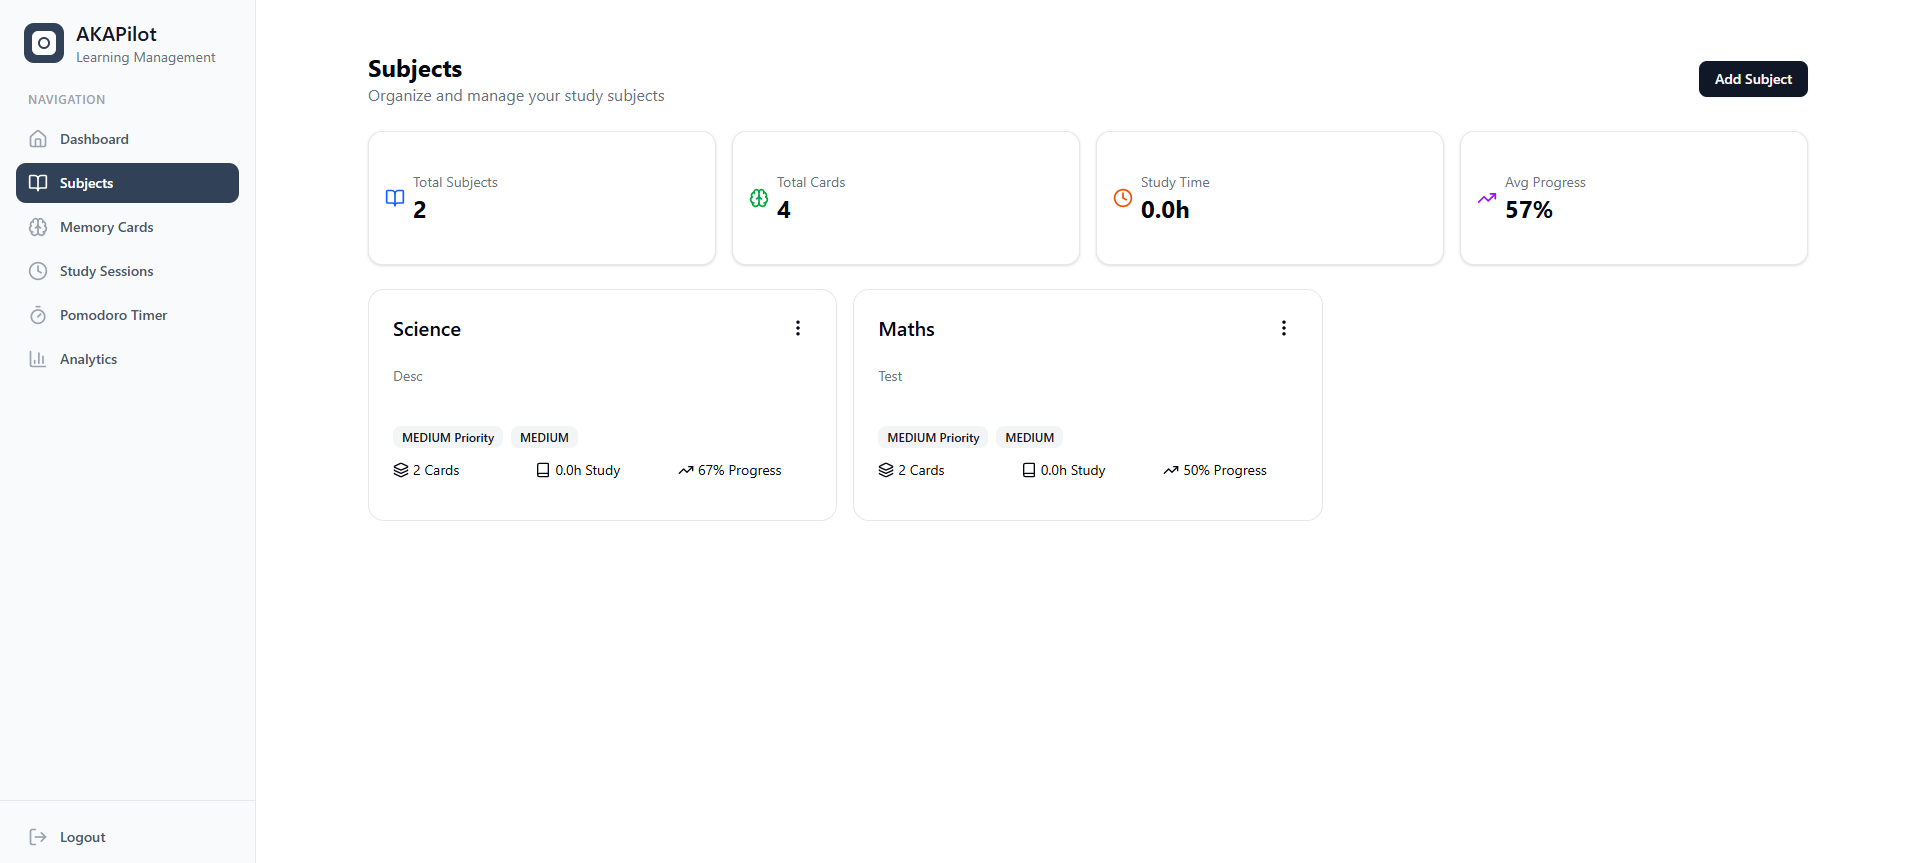 AKAPilot
Learning Management
NAVIGATION
Dashboard
Subjects
Memory Cards
Study Sessions
Pomodoro Timer
Analytics
Logout
Subjects
Organize and manage your study subjects
Add Subject
Total Subjects
2
Total Cards
4
Study Time
0.0h
Avg Progress
57%
Science
Desc
MEDIUM Priority MEDIUM
2 Cards 0.0h Study 67% Progress
Maths
Test
MEDIUM Priority MEDIUM
2 Cards 0.0h Study 50% Progress